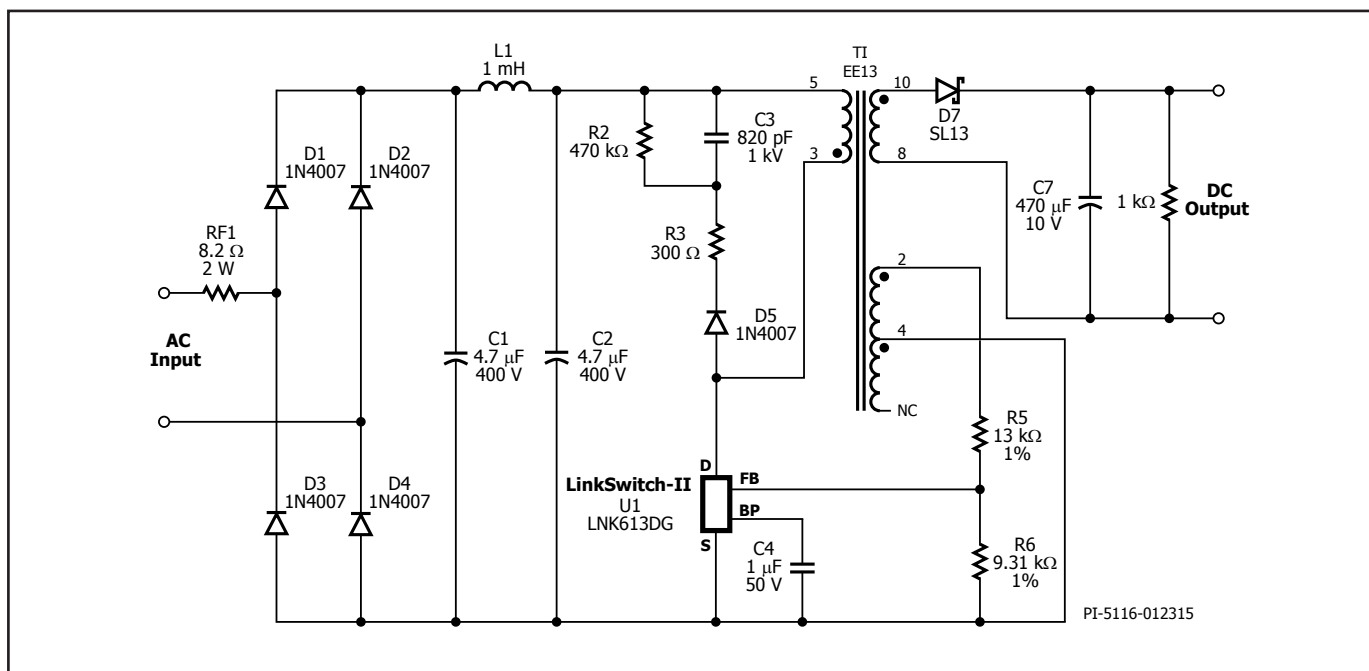 L1
1 mH
TI
EE13
5
10
D7
SL13
C3
820 pF
1 kV
R2
470 kΩ
3
8
D1
1N4007
D2
1N4007
C7
470 μF
10 V
1 kΩ
DC
Output
RF1
8.2 Ω
2 W
R3
300 Ω
2
D5
1N4007
AC
Input
C1
4.7 μF
400 V
C2
4.7 μF
400 V
4
NC
R5
13 kΩ
1%
D3
1N4007
D4
1N4007
D
FB
LinkSwitch-II
U1
LNK613DG
BP
S
C4
1 μF
50 V
R6
9.31 kΩ
1%
PI-5116-012315